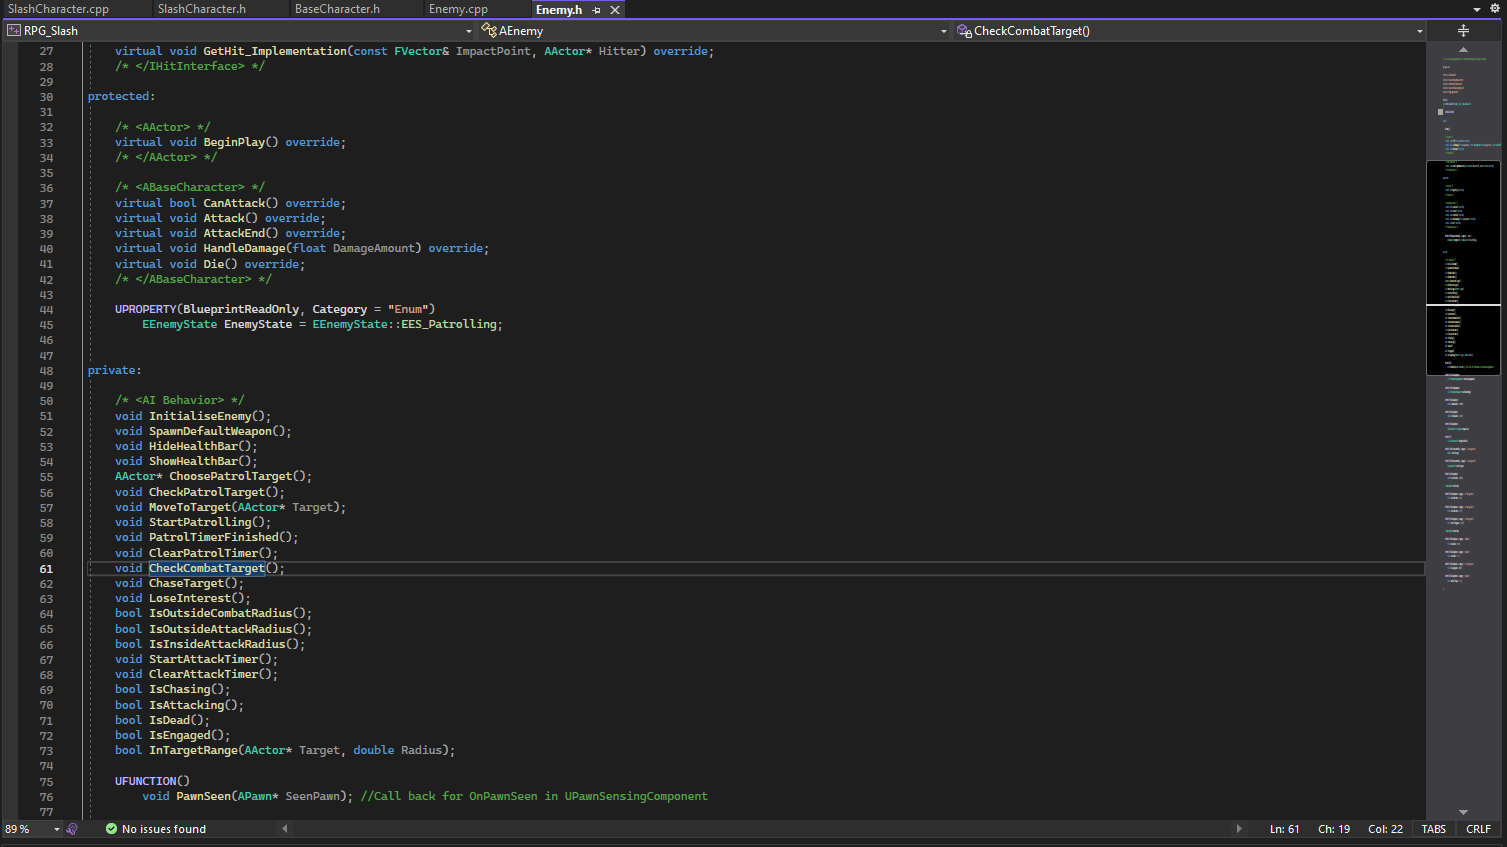 SlashCharacter.cpp SlashCharacter.h BaseCharacter.h Enemy.cpp Enemy.h
RPG_Slash AEnemy CheckCombatTarget()
27 virtual void GetHit_Implementation(const FVector& ImpactPoint, AActor* Hitter) override;
28 /* </IHitInterface> */
29
30 protected:
31
32 /* <AActor> */
33 virtual void BeginPlay() override;
34 /* </AActor> */
35
36 /* <ABaseCharacter> */
37 virtual bool CanAttack() override;
38 virtual void Attack() override;
39 virtual void AttackEnd() override;
40 virtual void HandleDamage(float DamageAmount) override;
41 virtual void Die() override;
42 /* </ABaseCharacter> */
43
44 UPROPERTY(BlueprintReadOnly, Category = "Enum")
45 EEnemyState EnemyState = EEnemyState::EES_Patrolling;
46
47
48 private:
49
50 /* <AI Behavior> */
51 void InitialiseEnemy();
52 void SpawnDefaultWeapon();
53 void HideHealthBar();
54 void ShowHealthBar();
55 AActor* ChoosePatrolTarget();
56 void CheckPatrolTarget();
57 void MoveToTarget(AActor* Target);
58 void StartPatrolling();
59 void PatrolTimerFinished();
60 void ClearPatrolTimer();
61 void CheckCombatTarget();
62 void ChaseTarget();
63 void LoseInterest();
64 bool IsOutsideCombatRadius();
65 bool IsOutsideAttackRadius();
66 bool IsInsideAttackRadius();
67 void StartAttackTimer();
68 void ClearAttackTimer();
69 bool IsChasing();
70 bool IsAttacking();
71 bool IsDead();
72 bool IsEngaged();
73 bool InTargetRange(AActor* Target, double Radius);
74
75 UFUNCTION()
76 void PawnSeen(APawn* SeenPawn); //Call back for OnPawnSeen in UPawnSensingComponent
77
89 % No issues found Ln: 61 Ch: 19 Col: 22 TABS CRLF